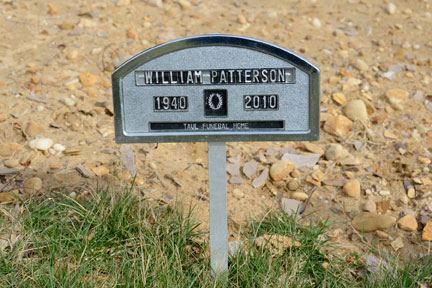 WILLIAM PATTERSON
1940 2010
TAUL FUNERAL HOME